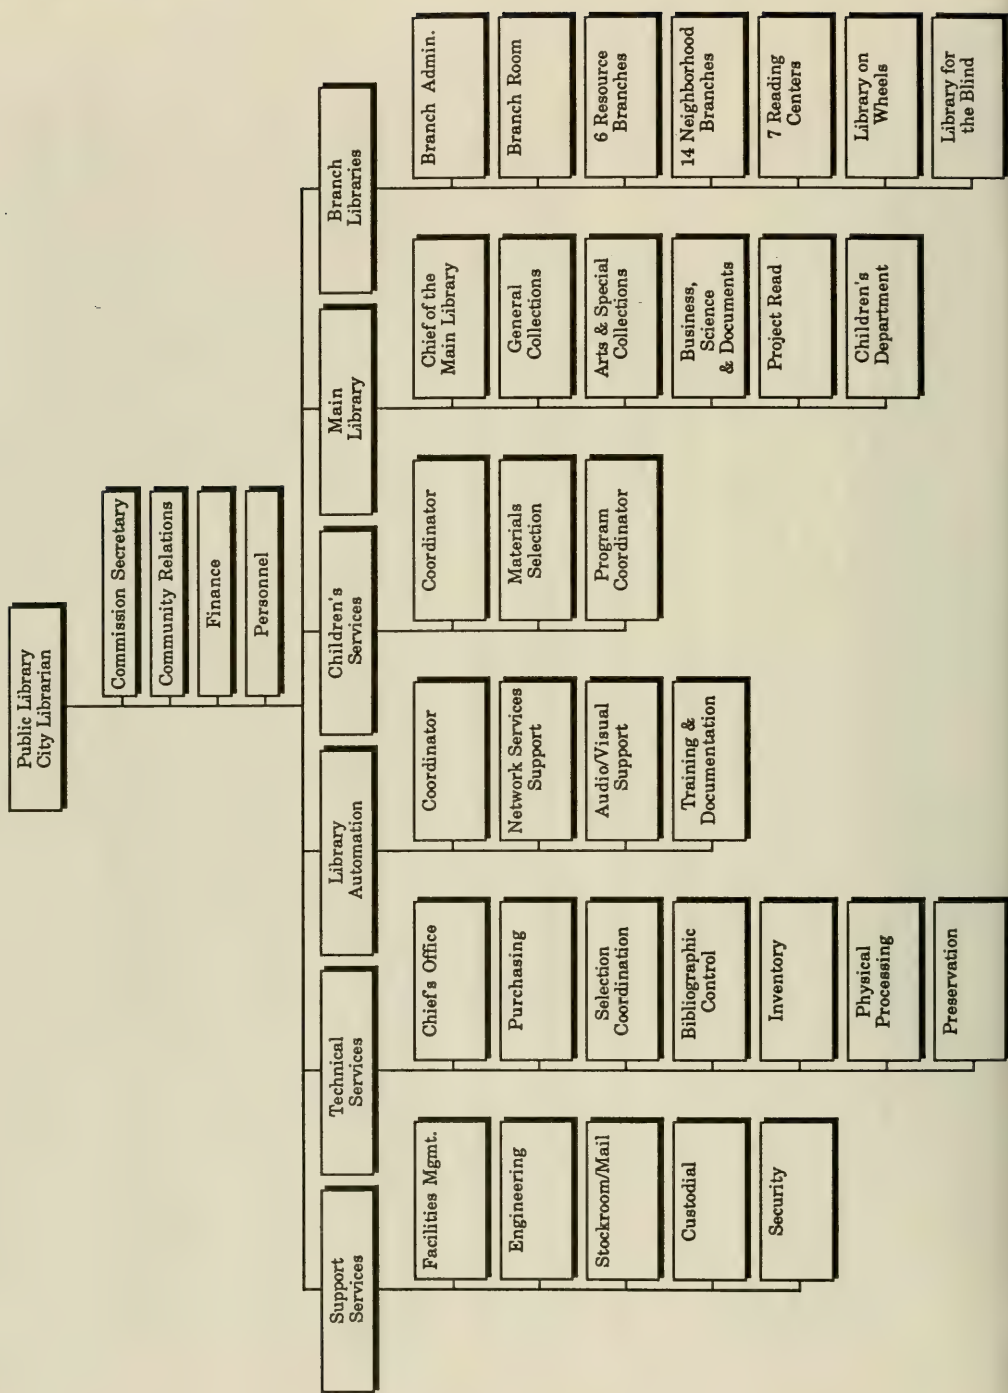 Public Library
City Librarian
Commission Secretary
Community Relations
Finance
Personnel
Support
Services
Facilities Mgmt.
Engineering
Stockroom/Mail
Custodial
Security
Technical
Services
Chief's Office
Purchasing
Selection
Coordination
Bibliographic
Control
Inventory
Physical
Processing
Preservation
Library
Automation
Coordinator
Network Services
Support
Audio/Visual
Support
Training &
Documentation
Children's
Services
Coordinator
Materials
Selection
Program
Coordinator
Main
Library
Chief of the
Main Library
General
Collections
Arts & Special
Collections
Business,
Science
& Documents
Project Read
Children's
Department
Branch
Libraries
Branch Admin.
Branch Room
6 Resource
Branches
14 Neighborhood
Branches
7 Reading
Centers
Library on
Wheels
Library for
the Blind